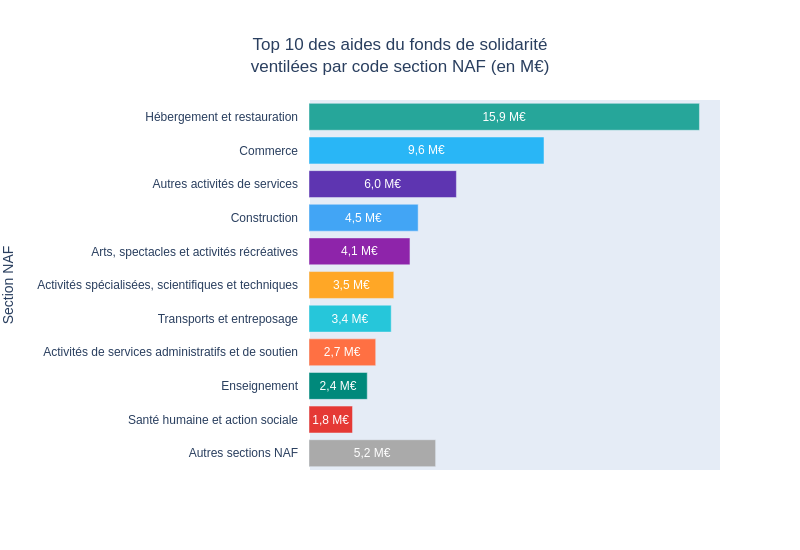 Top 10 des aides du fonds de solidarité
ventilées par code section NAF (en M€)
Section NAF
Hébergement et restauration 15,9 M€
Commerce 9,6 M€
Autres activités de services 6,0 M€
Construction 4,5 M€
Arts, spectacles et activités récréatives 4,1 M€
Activités spécialisées, scientifiques et techniques 3,5 M€
Transports et entreposage 3,4 M€
Activités de services administratifs et de soutien 2,7 M€
Enseignement 2,4 M€
Santé humaine et action sociale 1,8 M€
Autres sections NAF 5,2 M€